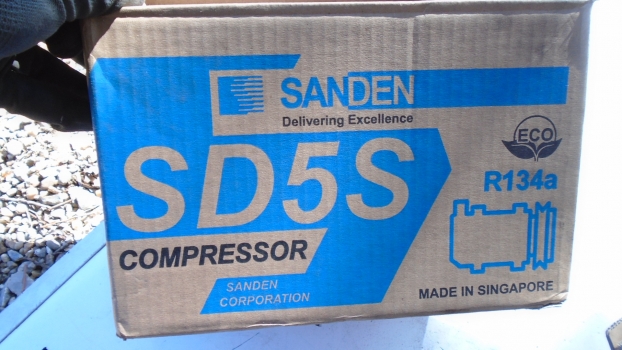 SANDEN
Delivering Excellence
ECO
SD5S
R134a
COMPRESSOR
SANDEN
CORPORATION
MADE IN SINGAPORE